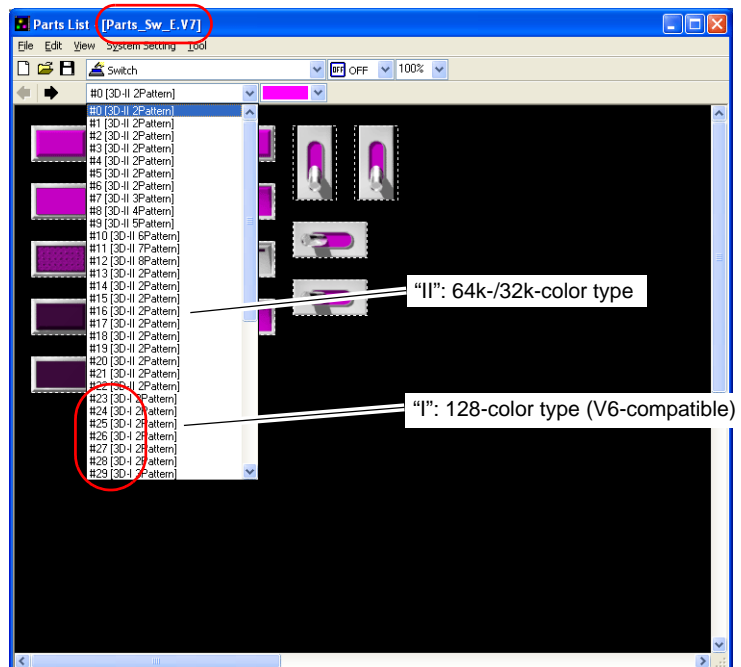 Parts List - [Parts_Sw_E.V7]
File Edit View System Setting Tool
Switch OFF OFF 100%
#0 [3D-II 2Pattern]
#0 [3D-II 2Pattern]
#1 [3D-II 2Pattern]
#2 [3D-II 2Pattern]
#3 [3D-II 2Pattern]
#4 [3D-II 2Pattern]
#5 [3D-II 2Pattern]
#6 [3D-II 2Pattern]
#7 [3D-II 3Pattern]
#8 [3D-II 4Pattern]
#9 [3D-II 5Pattern]
#10 [3D-II 6Pattern]
#11 [3D-II 7Pattern]
#12 [3D-II 8Pattern]
#13 [3D-II 2Pattern]
#14 [3D-II 2Pattern]
#15 [3D-II 2Pattern]
#16 [3D-II 2Pattern]
#17 [3D-II 2Pattern]
#18 [3D-II 2Pattern]
#19 [3D-II 2Pattern]
#20 [3D-II 2Pattern]
#21 [3D-II 2Pattern]
#22 [3D-II 2Pattern]
#23 [3D-I 2Pattern]
#24 [3D-I 2Pattern]
#25 [3D-I 2Pattern]
#26 [3D-I 2Pattern]
#27 [3D-I 2Pattern]
#28 [3D-I 2Pattern]
#29 [3D-I 3Pattern]
“II”: 64k-/32k-color type
“I”: 128-color type (V6-compatible)